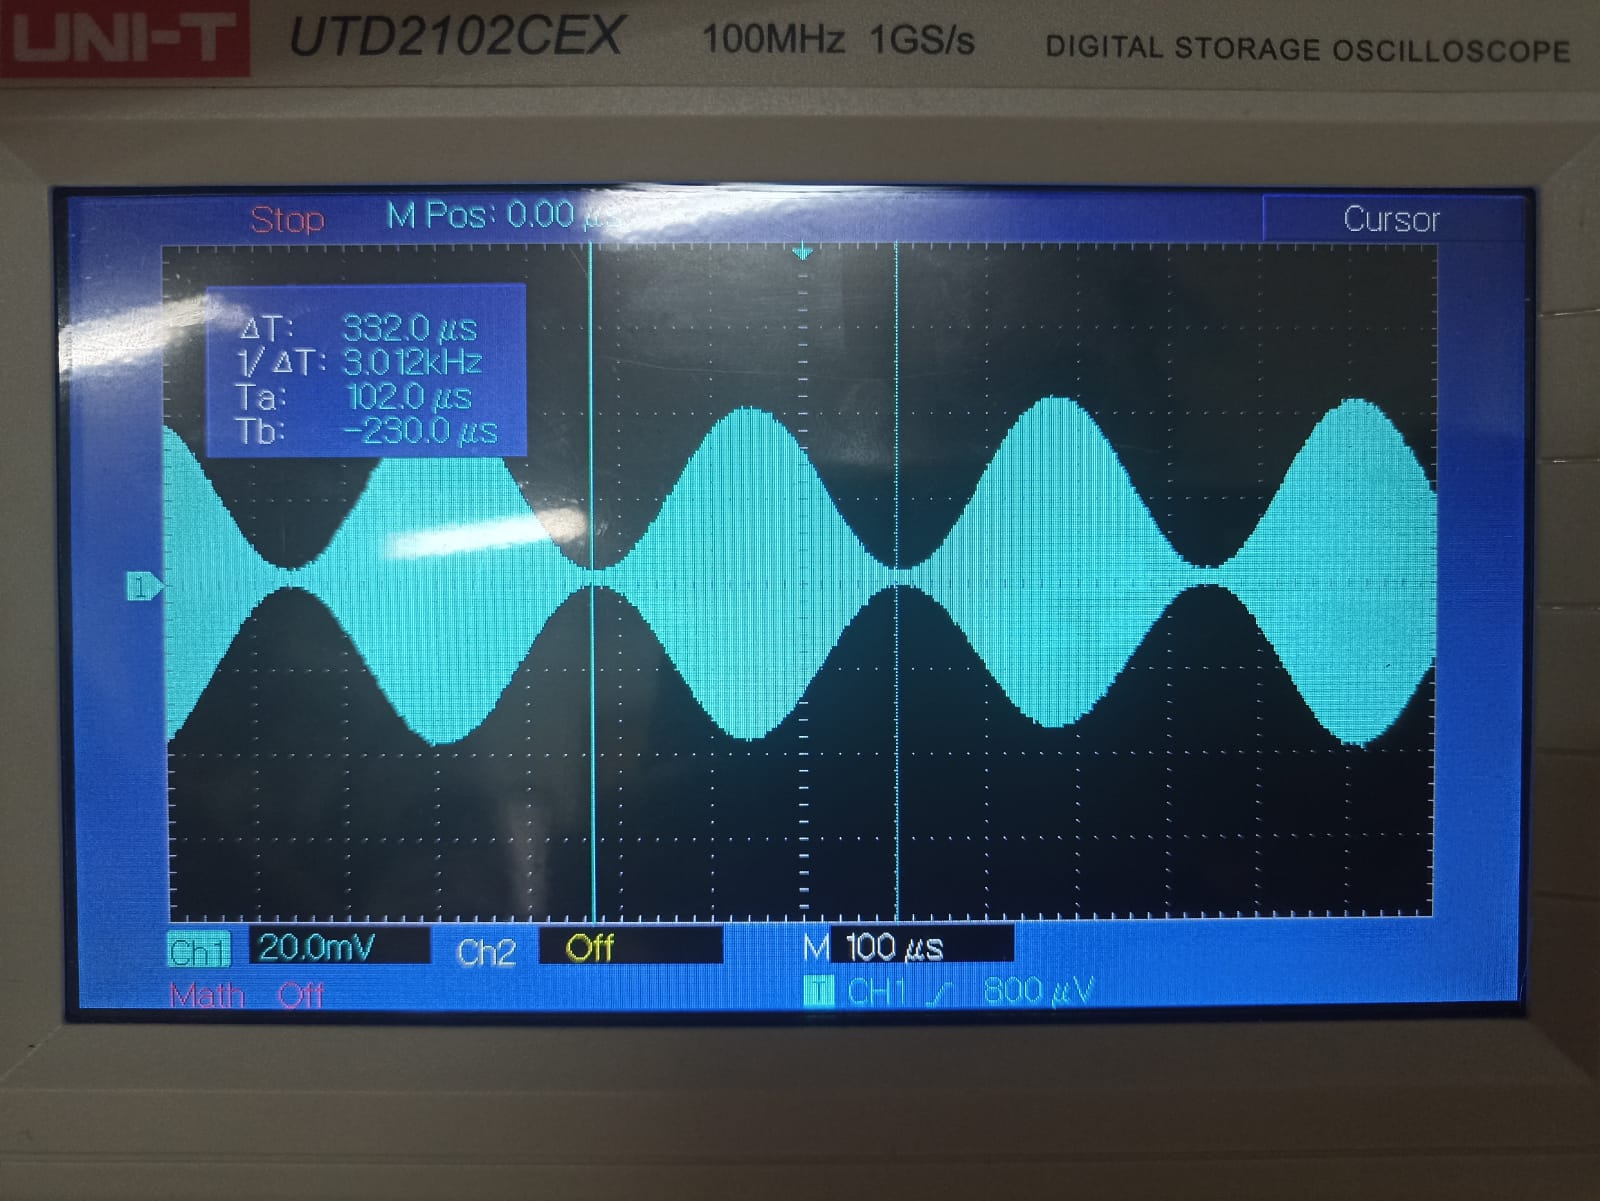 UNI-T UTD2102CEX 100MHz 1GS/s DIGITAL STORAGE OSCILLOSCOPE
Stop M Pos: 0.00 μs Cursor
ΔT: 332.0 μs
1/ΔT: 3.012kHz
Ta: 102.0 μs
Tb: -230.0 μs
1
Ch1 20.0mV Ch2 Off M 100 μs
Math Off T CH1 800 μV